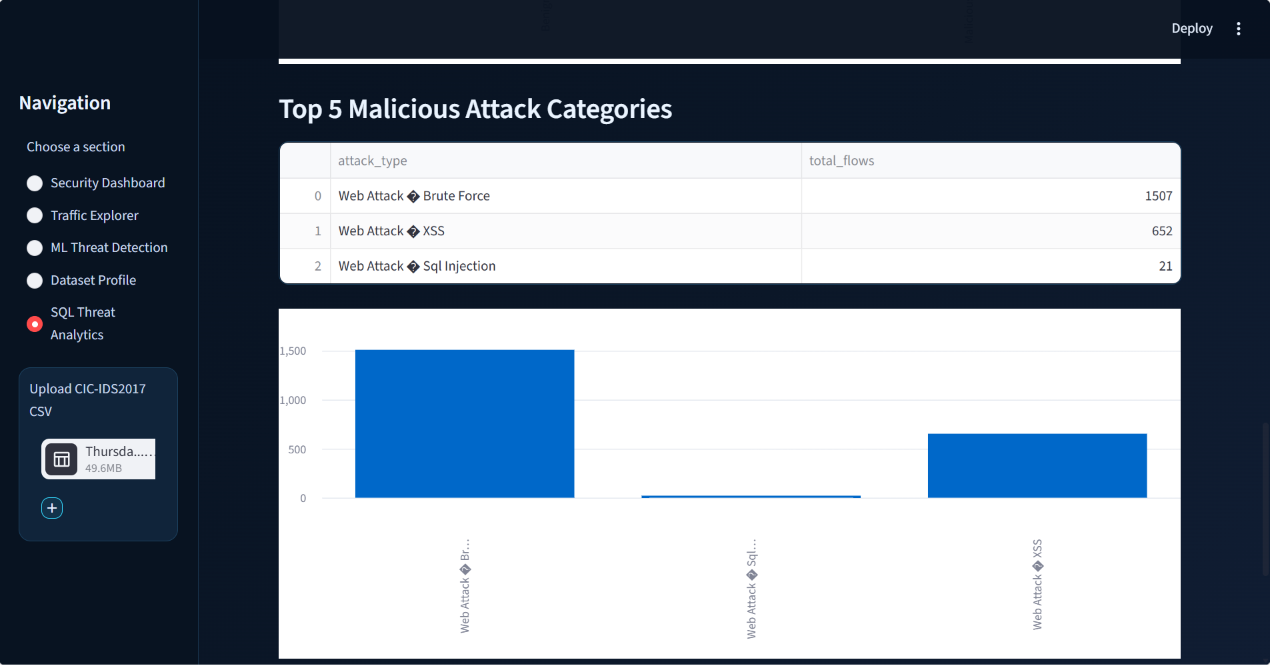 Deploy
Navigation
Choose a section
Security Dashboard
Traffic Explorer
ML Threat Detection
Dataset Profile
SQL Threat
Analytics
Upload CIC-IDS2017
CSV
Thursda......
49.6MB
Top 5 Malicious Attack Categories
attack_type total_flows
0 Web Attack � Brute Force 1507
1 Web Attack � XSS 652
2 Web Attack � Sql Injection 21
1,500
1,000
500
0
Web Attack � Br...
Web Attack � Sql...
Web Attack � XSS